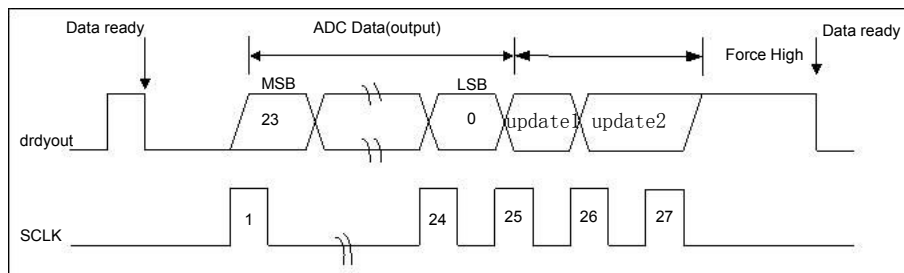 Data ready
ADC Data(output)
Force High
Data ready
MSB
LSB
drdyout
23
0
update1
update2
SCLK
1
24
25
26
27